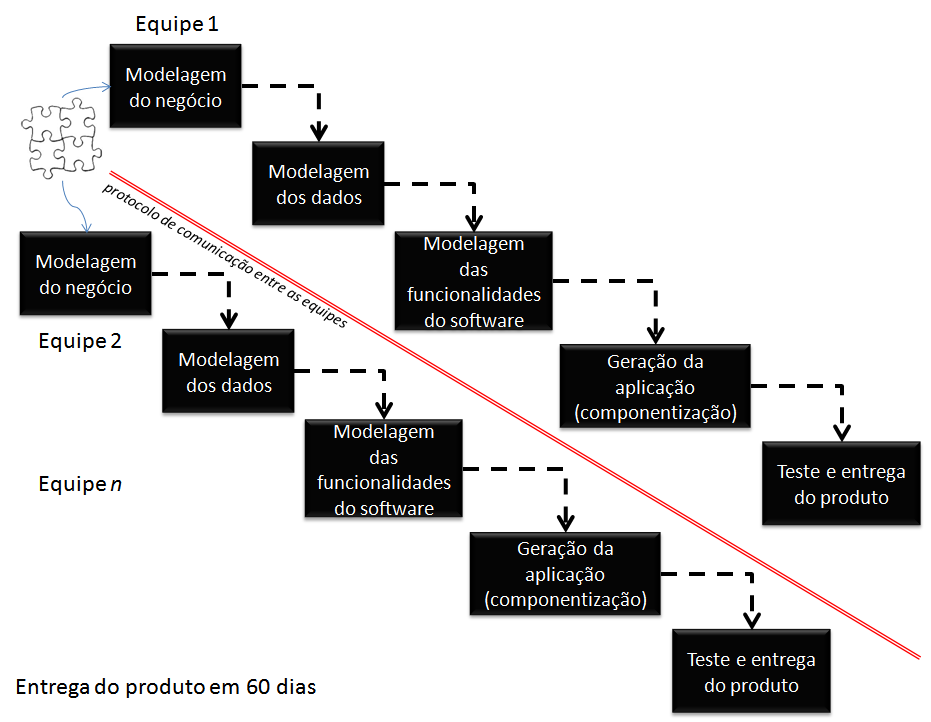 Equipe 1
Modelagem
do negócio
Modelagem
dos dados
Modelagem
das
funcionalidades
do software
Geração da
aplicação
(componentização)
Teste e entrega
do produto
protocolo de comunicação entre as equipes
Modelagem
do negócio
Equipe 2
Modelagem
dos dados
Modelagem
das
funcionalidades
do software
Equipe n
Geração da
aplicação
(componentização)
Teste e entrega
do produto
Entrega do produto em 60 dias